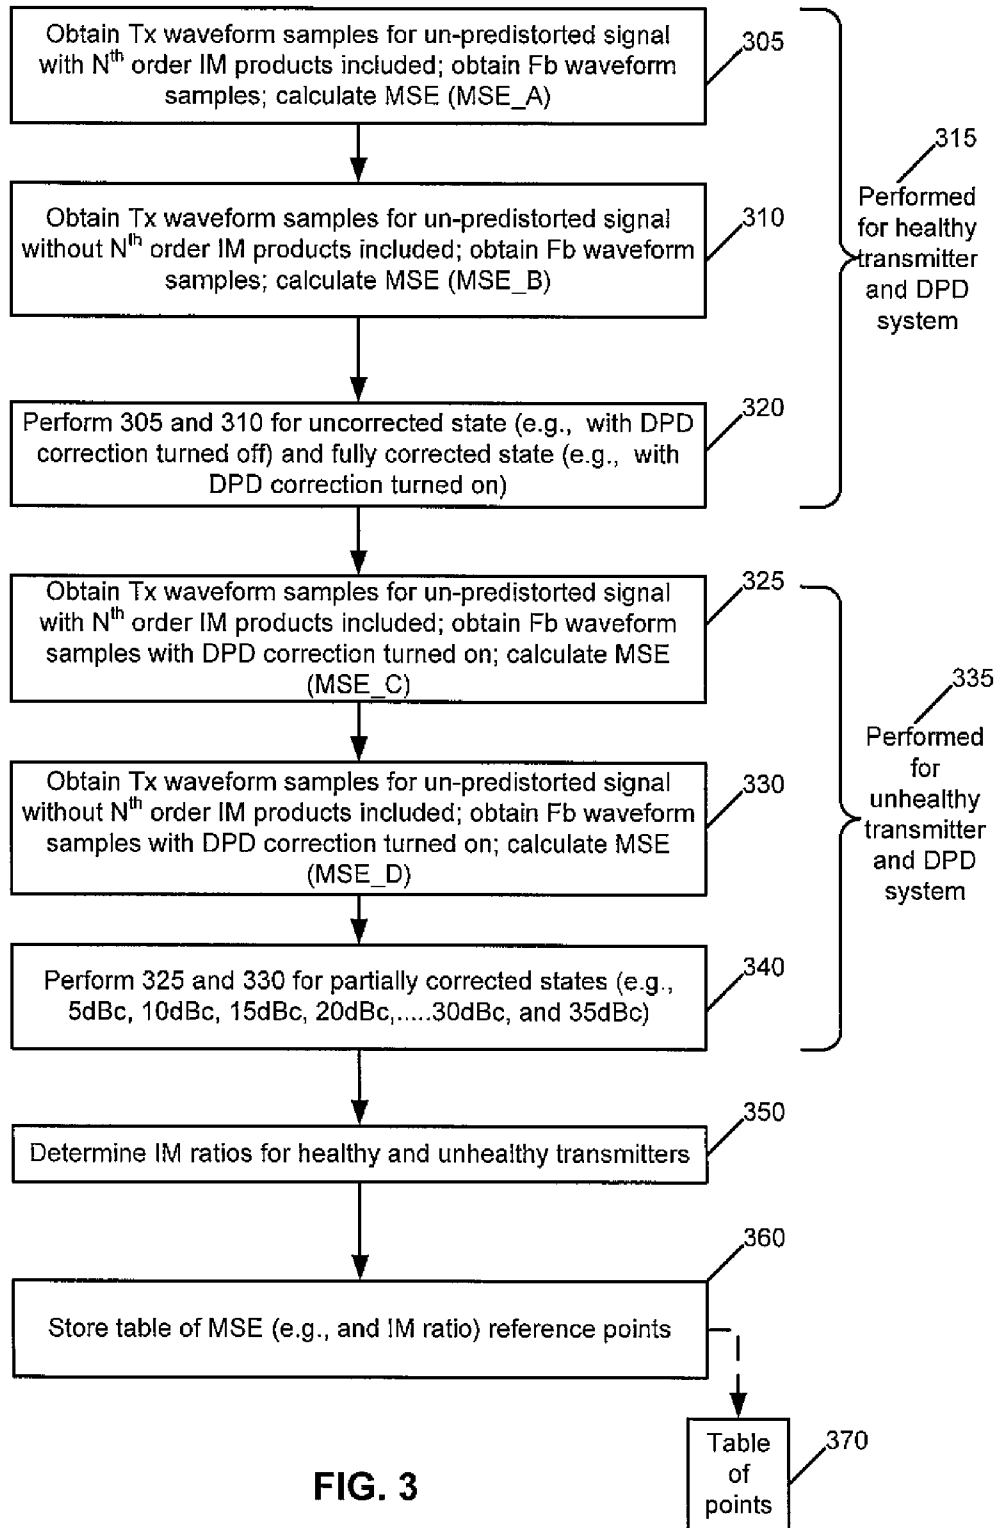 Obtain Tx waveform samples for un-predistorted signal
with Nth order IM products included; obtain Fb waveform
samples; calculate MSE (MSE_A)
305
315
Performed
for healthy
transmitter
and DPD
system
Obtain Tx waveform samples for un-predistorted signal
without Nth order IM products included; obtain Fb waveform
samples; calculate MSE (MSE_B)
310
Perform 305 and 310 for uncorrected state (e.g., with DPD
correction turned off) and fully corrected state (e.g., with
DPD correction turned on)
320
Obtain Tx waveform samples for un-predistorted signal
with Nth order IM products included; obtain Fb waveform
samples with DPD correction turned on; calculate MSE
(MSE_C)
325
335
Performed
for
unhealthy
transmitter
and DPD
system
Obtain Tx waveform samples for un-predistorted signal
without Nth order IM products included; obtain Fb waveform
samples with DPD correction turned on; calculate MSE
(MSE_D)
330
Perform 325 and 330 for partially corrected states (e.g.,
5dBc, 10dBc, 15dBc, 20dBc,.....30dBc, and 35dBc)
340
Determine IM ratios for healthy and unhealthy transmitters
350
Store table of MSE (e.g., and IM ratio) reference points
360
Table
of
points
370
FIG. 3